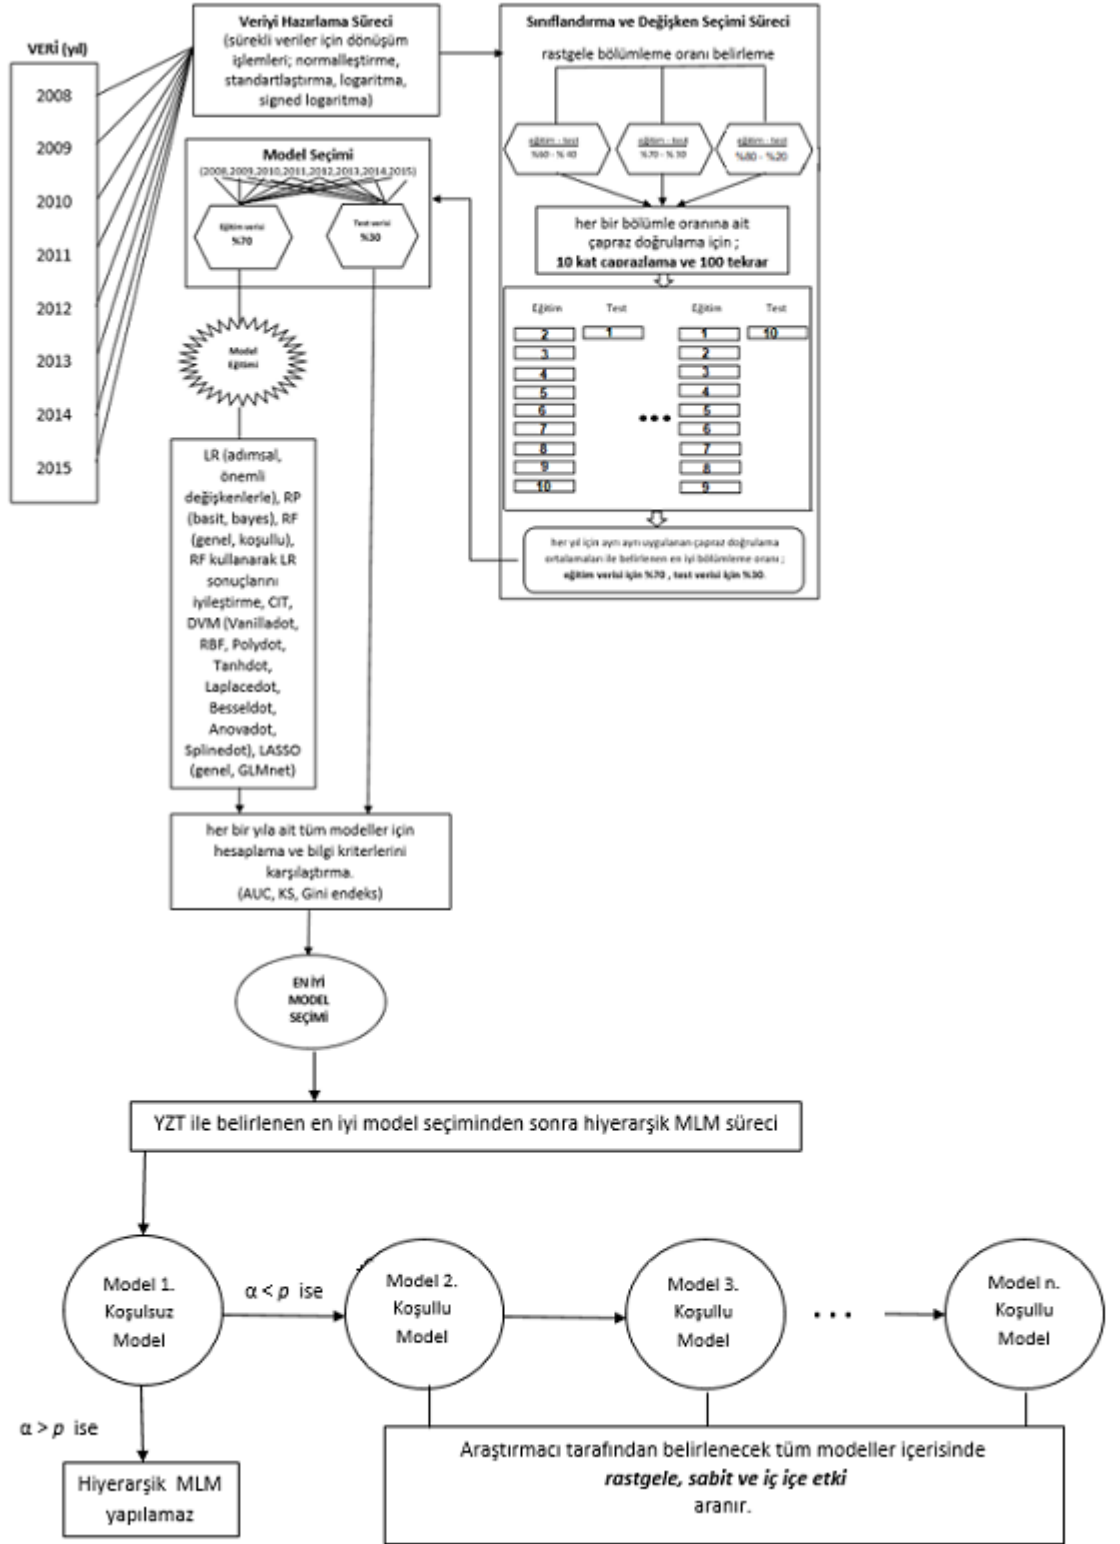 VERİ (yıl)
2008
2009
2010
2011
2012
2013
2014
2015
Veriyi Hazırlama Süreci
(sürekli veriler için dönüşüm
işlemleri; normalleştirme,
standartlaştırma, logaritma,
signed logaritma)
Sınıflandırma ve Değişken Seçimi Süreci
rastgele bölümleme oranı belirleme
eğitim - test
%60 - % 40
eğitim - test
%70 - % 30
eğitim - test
%80 - %20
her bir bölümle oranına ait
çapraz doğrulama için ;
10 kat çaprazlama ve 100 tekrar
Eğitim
Test
Eğitim
Test
2
1
1
10
3
2
4
3
5
4
6
5
•••
7
6
8
7
9
8
10
9
her yıl için ayrı ayrı uygulanan çapraz doğrulama
ortalamaları ile belirlenen en iyi bölümleme oranı ;
eğitim verisi için %70 , test verisi için %30.
Model Seçimi
(2008,2009,2010,2011,2012,2013,2014,2015)
Eğitim verisi
%70
Test verisi
%30
Model
Eğitimi
LR (adımsal,
önemli
değişkenlerle), RP
(basit, bayes), RF
(genel, koşullu),
RF kullanarak LR
sonuçlarını
iyileştirme, CIT,
DVM (Vanilladot,
RBF, Polydot,
Tanhdot,
Laplacedot,
Besseldot,
Anovadot,
Splinedot), LASSO
(genel, GLMnet)
her bir yıla ait tüm modeller için
hesaplama ve bilgi kriterlerini
karşılaştırma.
(AUC, KS, Gini endeks)
EN İYİ
MODEL
SEÇİMİ
YZT ile belirlenen en iyi model seçiminden sonra hiyerarşik MLM süreci
Model 1.
Koşulsuz
Model
α < p ise
Model 2.
Koşullu
Model
Model 3.
Koşullu
Model
• • •
Model n.
Koşullu
Model
α > p ise
Hiyerarşik MLM
yapılamaz
Araştırmacı tarafından belirlenecek tüm modeller içerisinde
rastgele, sabit ve iç içe etki
aranır.